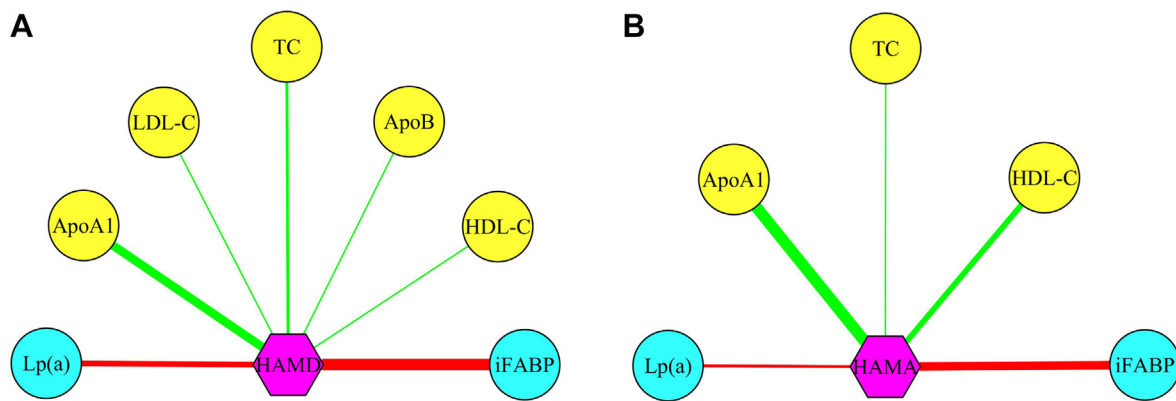 A
TC
LDL-C
ApoB
ApoA1
HDL-C
Lp(a)
HAMD
iFABP
B
TC
ApoA1
HDL-C
Lp(a)
HAMA
iFABP